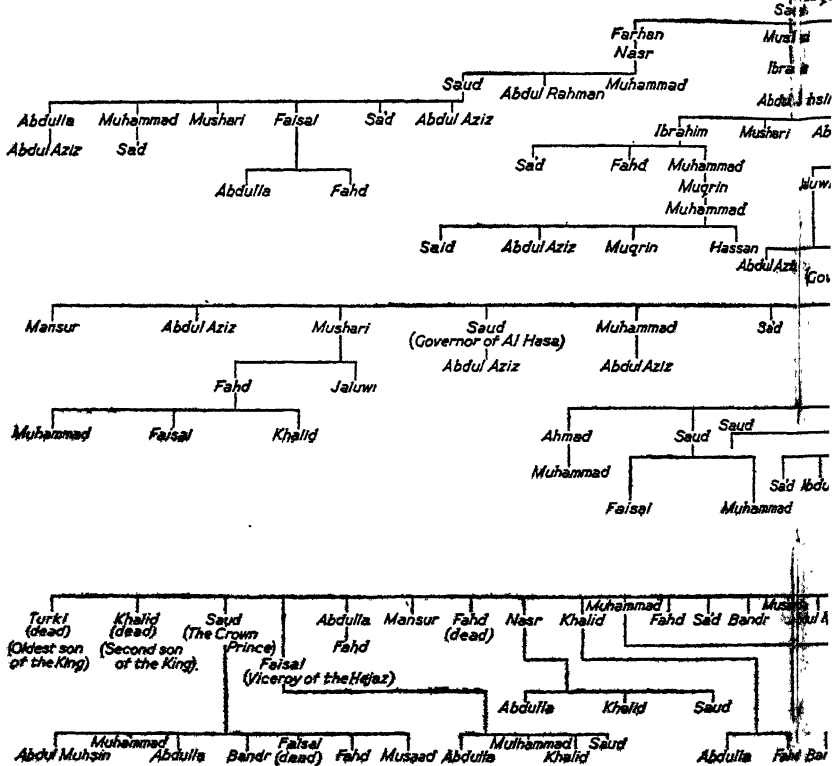 Farhan
Nasr
Saud
Abdul Rahman
Muhammad
Abdulla
Muhammad
Mushari
Faisal
Sa'd
Abdul Aziz
Ibrahim
Mushari
Abdul Aziz
Sa'd
Sa'd
Fahd
Muhammad
Abdulla
Fahd
Muqrin
Muhammad
Said
Abdul Aziz
Muqrin
Hassan
Mansur
Abdul Aziz
Mushari
Saud
Muhammad
Sa'd
(Governor of Al Hasa)
Abdul Aziz
Abdul Aziz
Fahd
Jaluwi
Muhammad
Faisal
Khalid
Ahmad
Saud
Saud
Muhammad
Sa'd
Faisal
Muhammad
Turki
(dead)
(Oldest son
of the King)
Khalid
(dead)
(Second son
of the King).
Saud
(The Crown
Prince)
Faisal
(Viceroy of the Hejaz)
Abdulla
Fahd
Mansur
Fahd
(dead)
Nasr
Khalid
Muhammad
Fahd
Sa'd
Bandr
Abdulla
Khalid
Saud
Abdul Muhsin
Muhammad
Abdulla
Bandr
Faisal
(dead)
Fahd
Musaad
Abdulla
Mulhammad
Khalid
Saud
Abdulla